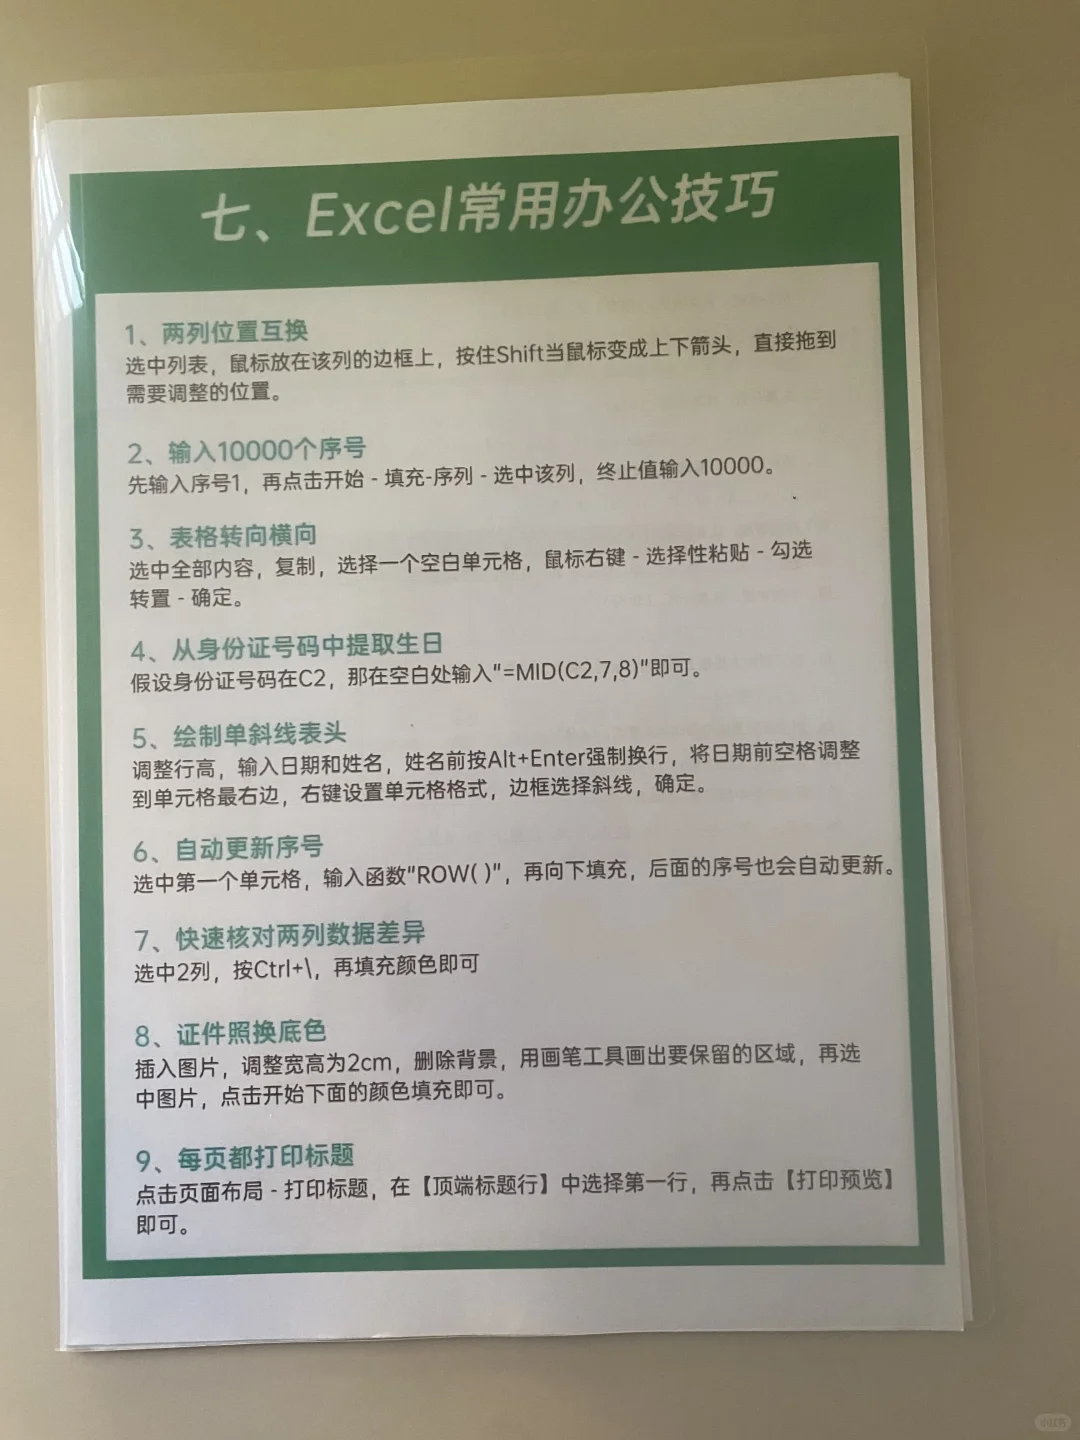 七、Excel常用办公技巧
1、两列位置互换
选中列表，鼠标放在该列的边框上，按住Shift当鼠标变成上下箭头，直接拖到
需要调整的位置。
2、输入10000个序号
先输入序号1，再点击开始 - 填充-序列 - 选中该列，终止值输入10000。
3、表格转向横向
选中全部内容，复制，选择一个空白单元格，鼠标右键 - 选择性粘贴 - 勾选
转置 - 确定。
4、从身份证号码中提取生日
假设身份证号码在C2，那在空白处输入"=MID(C2,7,8)"即可。
5、绘制单斜线表头
调整行高，输入日期和姓名，姓名前按Alt+Enter强制换行，将日期前空格调整
到单元格最右边，右键设置单元格格式，边框选择斜线，确定。
6、自动更新序号
选中第一个单元格，输入函数"ROW( )"，再向下填充，后面的序号也会自动更新。
7、快速核对两列数据差异
选中2列，按Ctrl+\，再填充颜色即可
8、证件照换底色
插入图片，调整宽高为2cm，删除背景，用画笔工具画出要保留的区域，再选
中图片，点击开始下面的颜色填充即可。
9、每页都打印标题
点击页面布局 - 打印标题，在【顶端标题行】中选择第一行，再点击【打印预览】
即可。
小红书